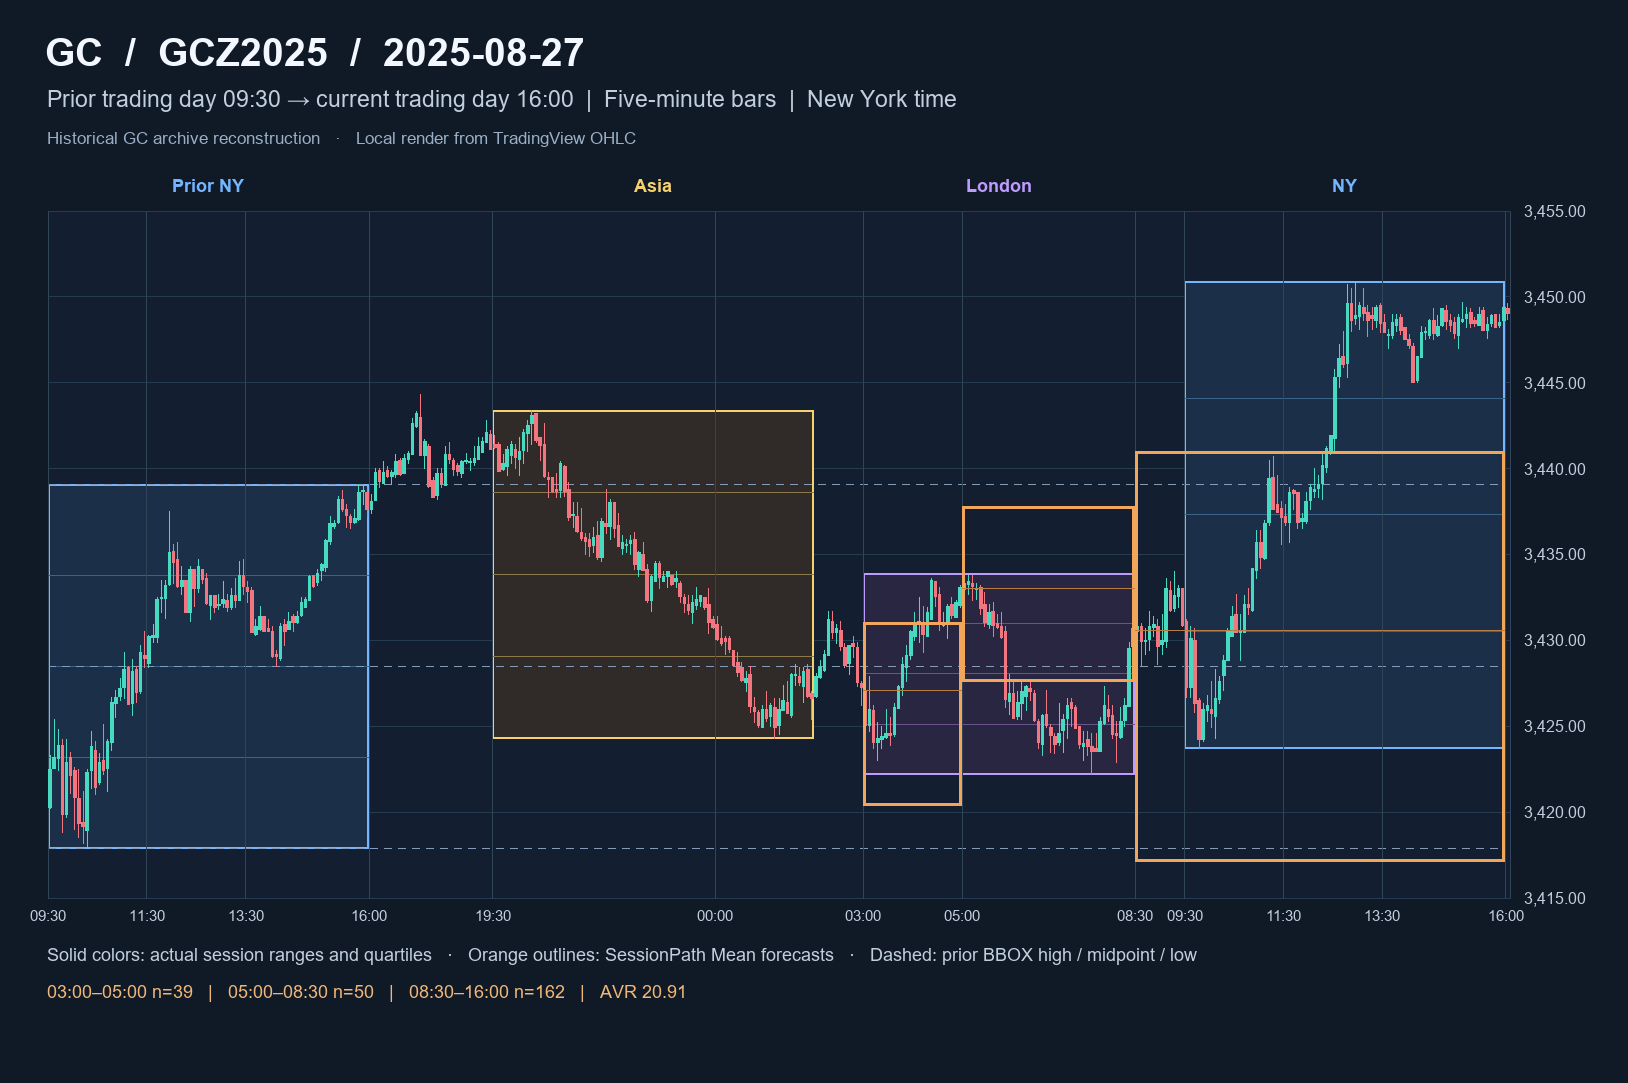 GC / GCZ2025 / 2025-08-27
Prior trading day 09:30 → current trading day 16:00 | Five-minute bars | New York time
Historical GC archive reconstruction · Local render from TradingView OHLC
Prior NY Asia London NY
3,455.00
3,450.00
3,445.00
3,440.00
3,435.00
3,430.00
3,425.00
3,420.00
3,415.00
09:30 11:30 13:30 16:00 19:30 00:00 03:00 05:00 08:30 09:30 11:30 13:30 16:00
Solid colors: actual session ranges and quartiles · Orange outlines: SessionPath Mean forecasts · Dashed: prior BBOX high / midpoint / low
03:00–05:00 n=39 | 05:00–08:30 n=50 | 08:30–16:00 n=162 | AVR 20.91